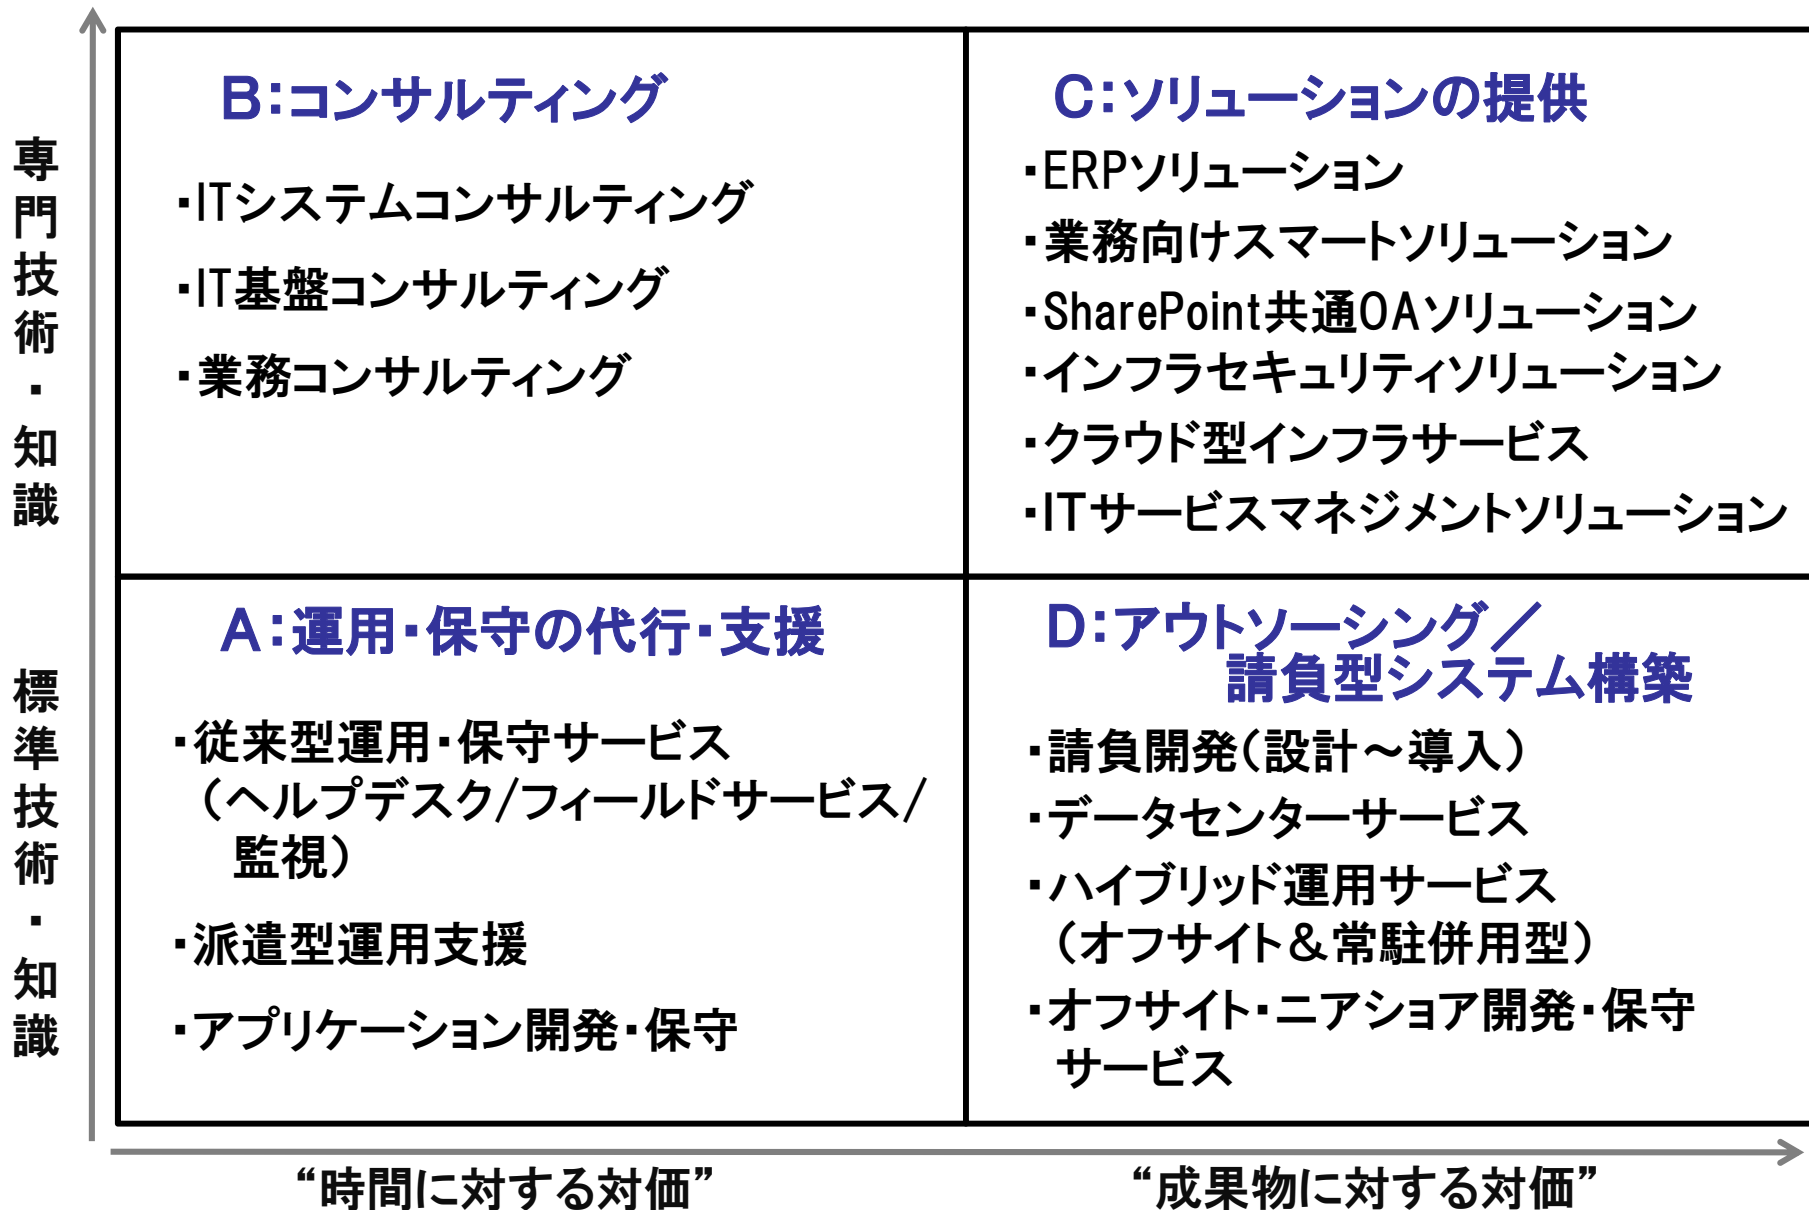 専門技術・知識
標準技術・知識
B:コンサルティング
・ITシステムコンサルティング
・IT基盤コンサルティング
・業務コンサルティング
C:ソリューションの提供
・ERPソリューション
・業務向けスマートソリューション
・SharePoint共通OAソリューション
・インフラセキュリティソリューション
・クラウド型インフラサービス
・ITサービスマネジメントソリューション
A:運用・保守の代行・支援
・従来型運用・保守サービス
(ヘルプデスク/フィールドサービス/
監視)
・派遣型運用支援
・アプリケーション開発・保守
D:アウトソーシング/
請負型システム構築
・請負開発(設計~導入)
・データセンターサービス
・ハイブリッド運用サービス
(オフサイト&常駐併用型)
・オフサイト・ニアショア開発・保守
サービス
“時間に対する対価”
“成果物に対する対価”